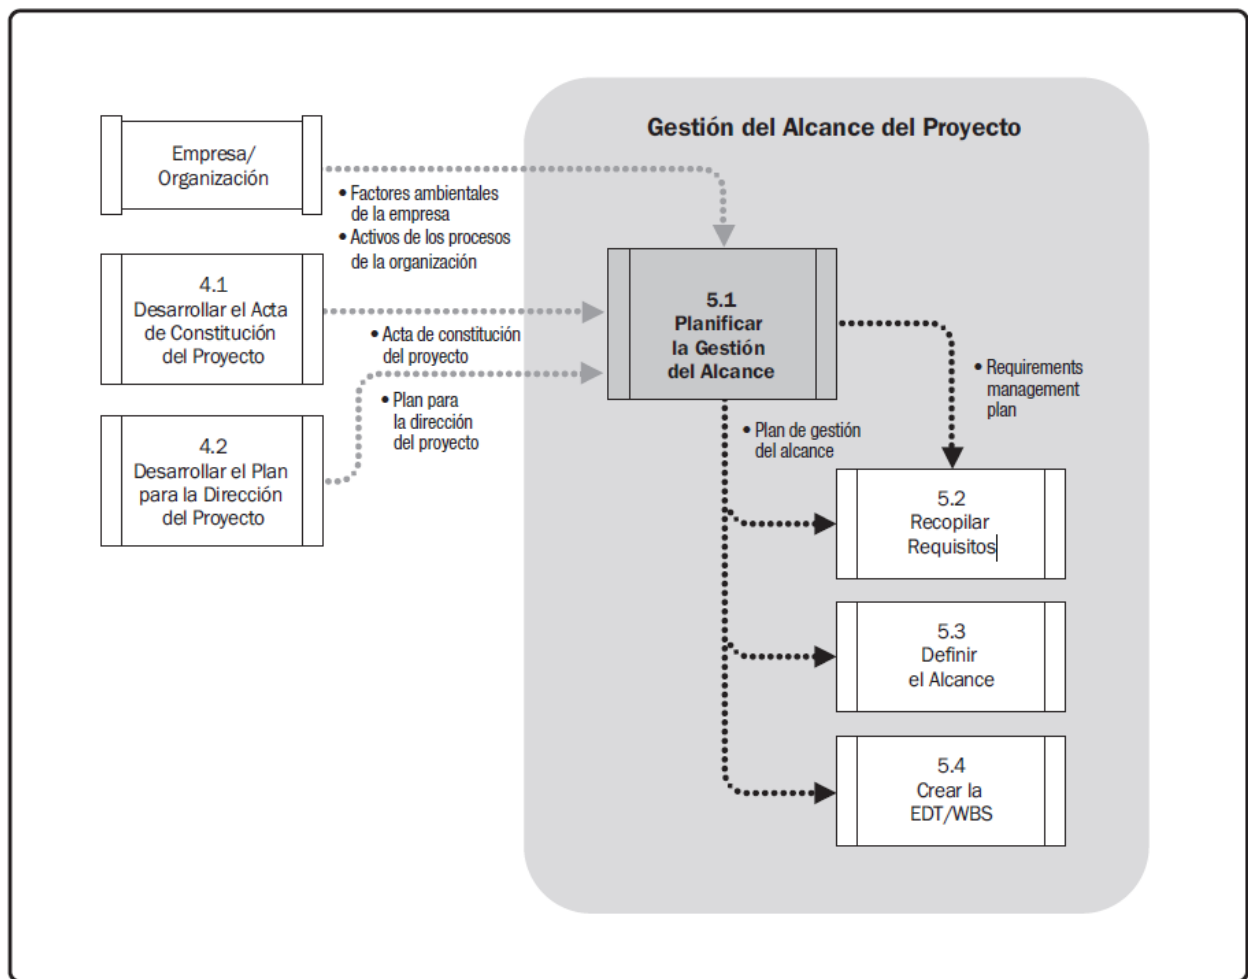 Gestión del Alcance del Proyecto
Empresa/
Organización
• Factores ambientales
de la empresa
• Activos de los procesos
de la organización
4.1
Desarrollar el Acta
de Constitución
del Proyecto
• Acta de constitución
del proyecto
5.1
Planificar
la Gestión
del Alcance
• Plan para
la dirección
del proyecto
4.2
Desarrollar el Plan
para la Dirección
del Proyecto
• Requirements
management
plan
• Plan de gestión
del alcance
5.2
Recopilar
Requisitos
5.3
Definir
el Alcance
5.4
Crear la
EDT/WBS